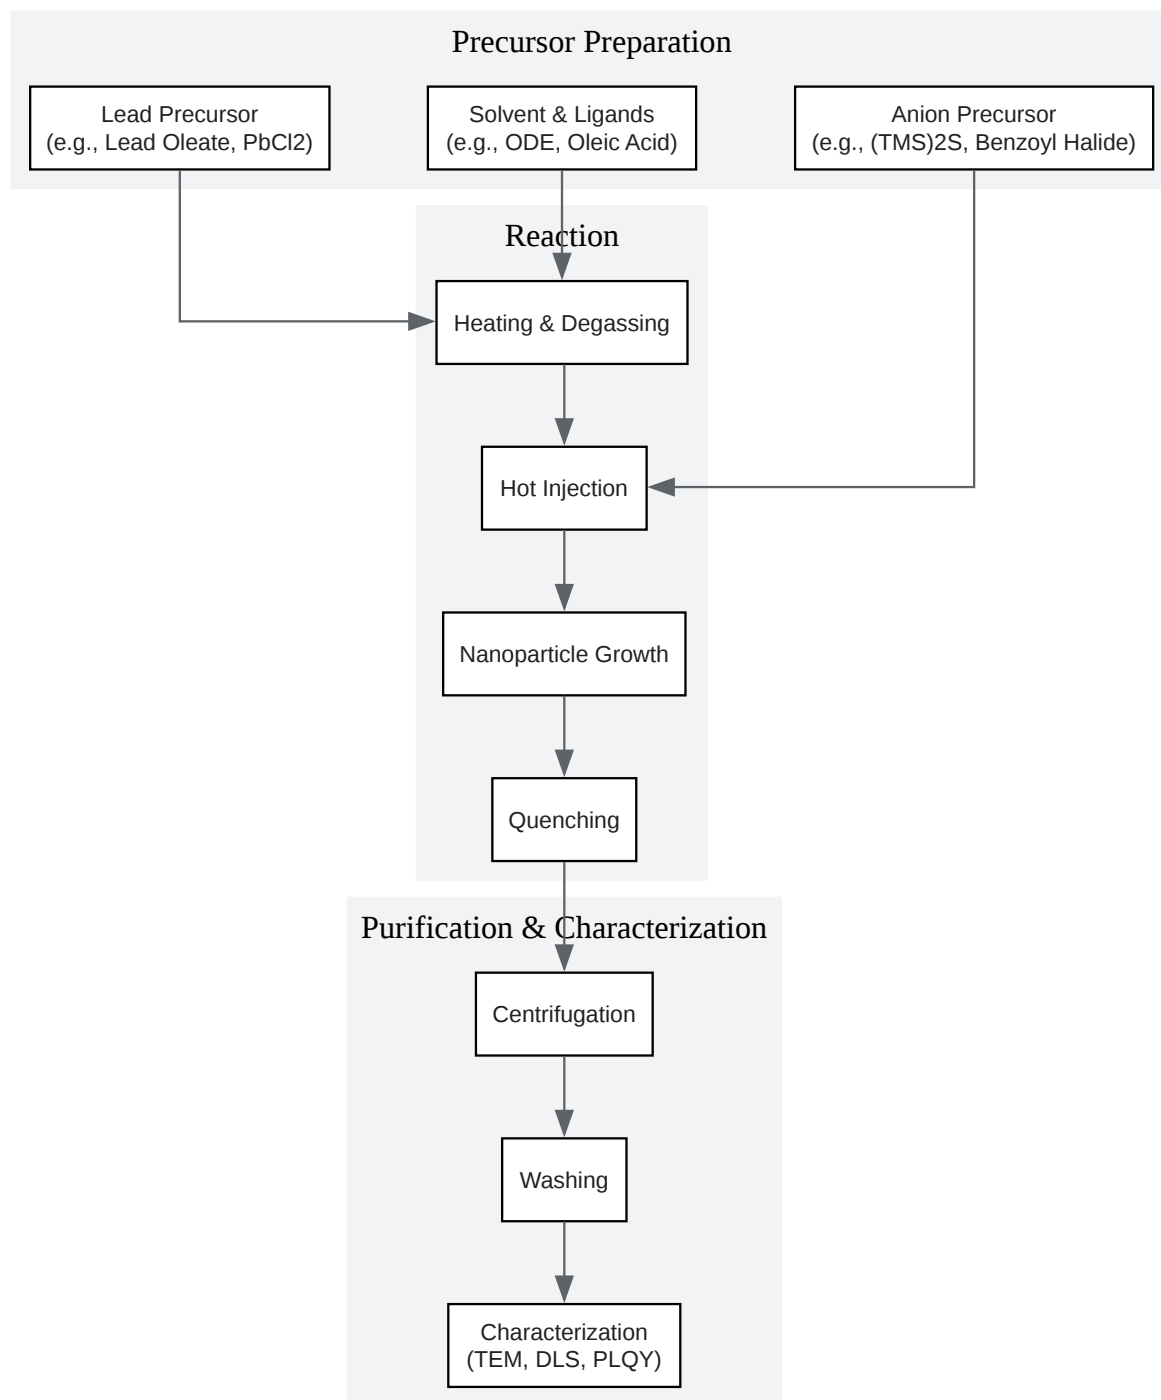 Precursor Preparation
Lead Precursor
(e.g., Lead Oleate, PbCl2)
Solvent & Ligands
(e.g., ODE, Oleic Acid)
Anion Precursor
(e.g., (TMS)2S, Benzoyl Halide)
Reaction
Heating & Degassing
Hot Injection
Nanoparticle Growth
Quenching
Purification & Characterization
Centrifugation
Washing
Characterization
(TEM, DLS, PLQY)